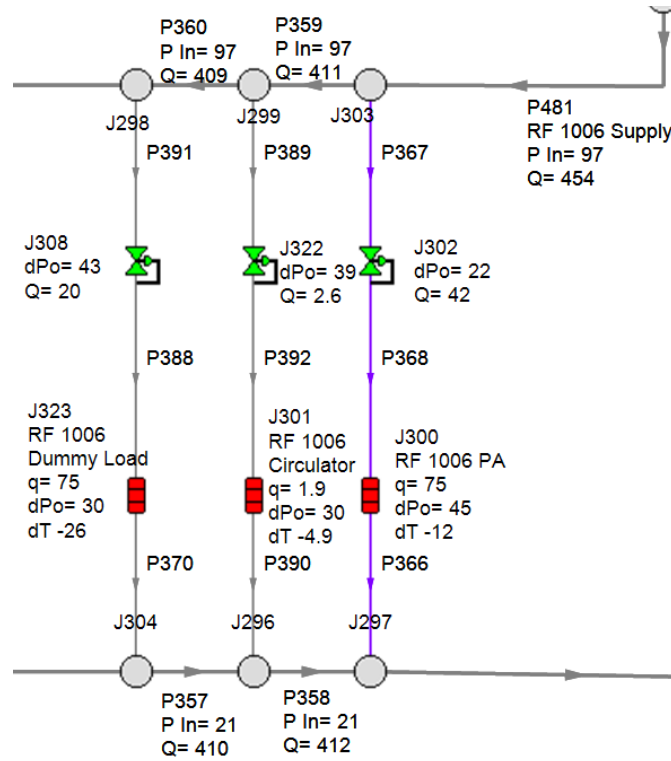 P360
P In= 97
Q= 409
P359
P In= 97
Q= 411
J298
J299
J303
P481
RF 1006 Supply
P In= 97
Q= 454
P391
P389
P367
J308
dPo= 43
Q= 20
J322
dPo= 39
Q= 2.6
J302
dPo= 22
Q= 42
P388
P392
P368
J323
RF 1006
Dummy Load
q= 75
dPo= 30
dT -26
J301
RF 1006
Circulator
q= 1.9
dPo= 30
dT -4.9
J300
RF 1006 PA
q= 75
dPo= 45
dT -12
P370
P390
P366
J304
J296
J297
P357
P In= 21
Q= 410
P358
P In= 21
Q= 412